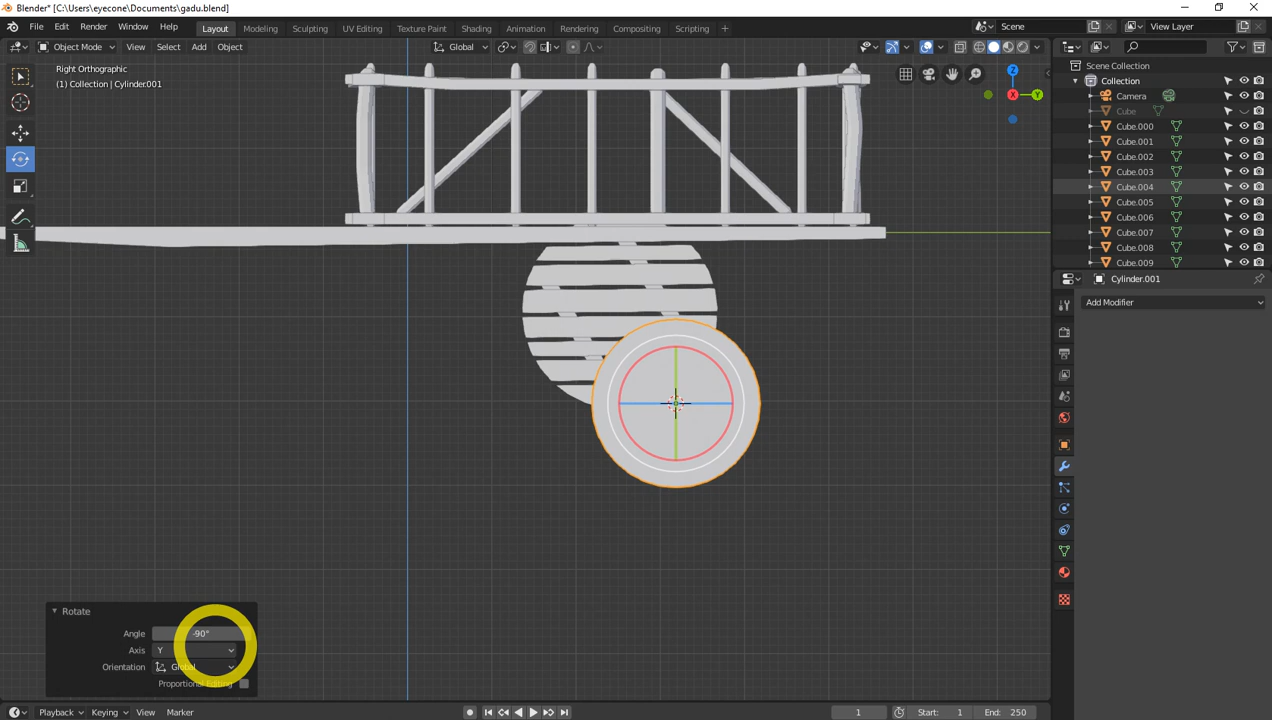 Blender* [C:\Users\eyecone\Documents\gadu.blend]
File Edit Render Window Help Layout Modeling Sculpting UV Editing Texture Paint Shading Animation Rendering Compositing Scripting Scene View Layer
Object Mode View Select Add Object Global
Right Orthographic
(1) Collection | Cylinder.001
Z
X
Y
Scene Collection
Collection
Camera
Cube
Cube.000
Cube.001
Cube.002
Cube.003
Cube.004
Cube.005
Cube.006
Cube.007
Cube.008
Cube.009
Cylinder.001
Add Modifier
Rotate
Angle -90°
Axis Y
Orientation Global
Proportional Editing
Playback Keying View Marker 1 Start: 1 End: 250